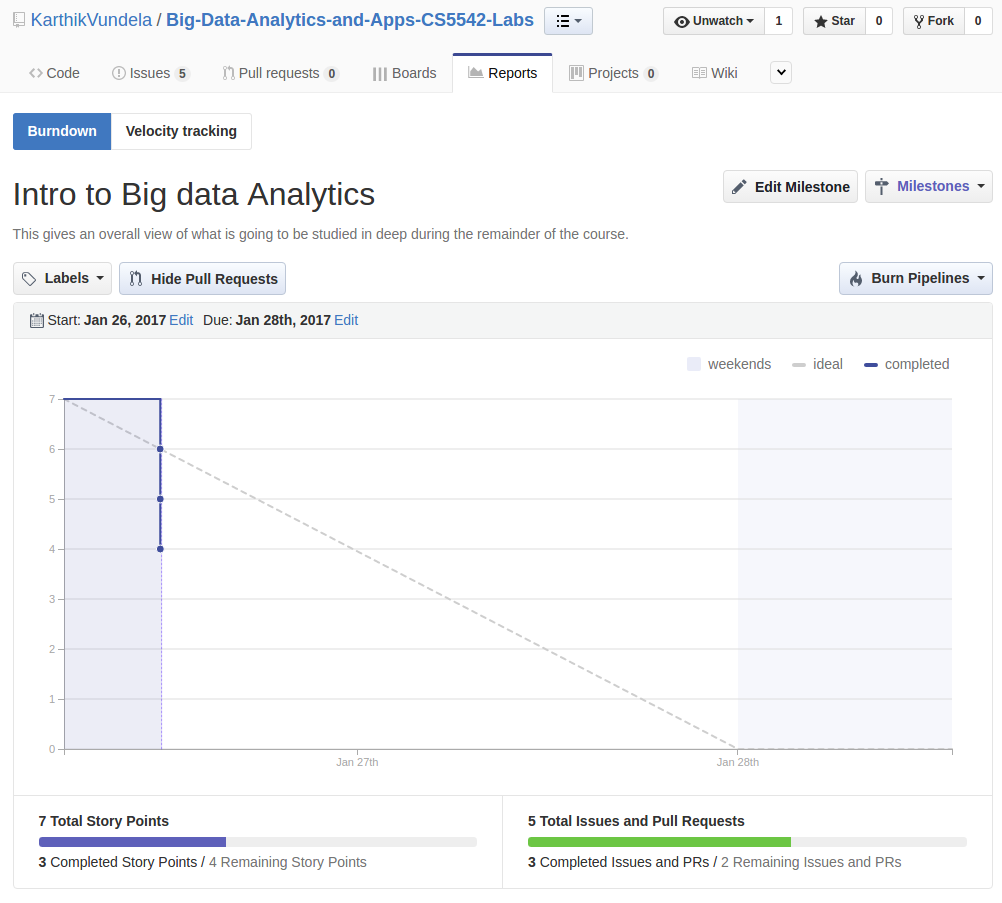 KarthikVundela / Big-Data-Analytics-and-Apps-CS5542-Labs
Unwatch 1 Star 0 Fork 0
Code Issues 5 Pull requests 0 Boards Reports Projects 0 Wiki
Burndown Velocity tracking
Intro to Big data Analytics
Edit Milestone Milestones
This gives an overall view of what is going to be studied in deep during the remainder of the course.
Labels Hide Pull Requests Burn Pipelines
Start: Jan 26, 2017 Edit Due: Jan 28th, 2017 Edit
weekends ideal completed
7
6
5
4
3
2
1
0
Jan 27th Jan 28th
7 Total Story Points
3 Completed Story Points / 4 Remaining Story Points
5 Total Issues and Pull Requests
3 Completed Issues and PRs / 2 Remaining Issues and PRs